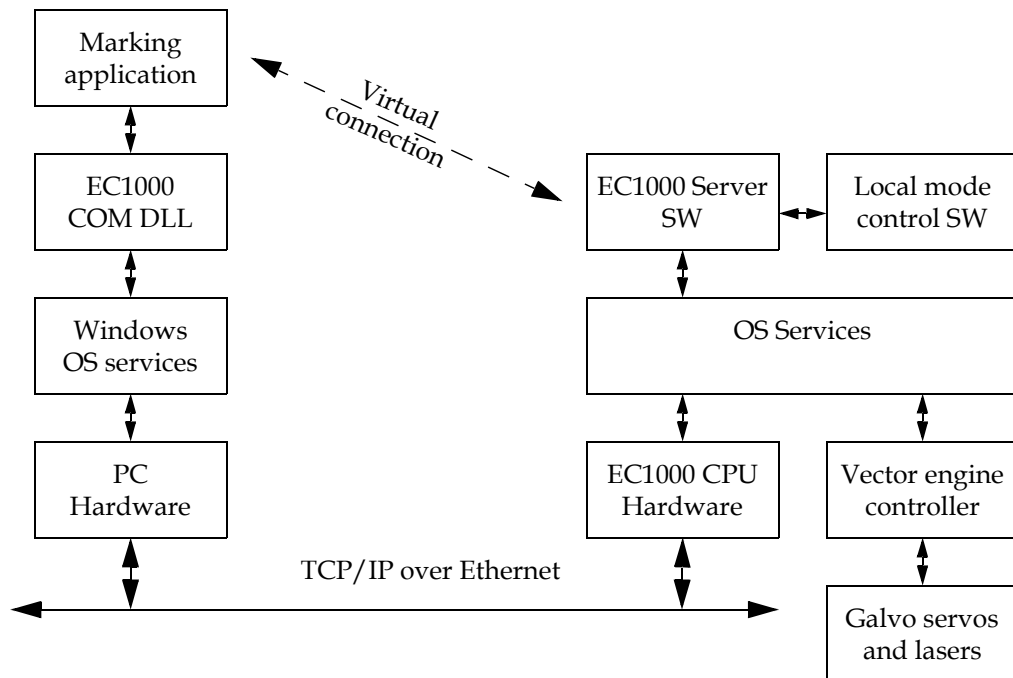 Marking
application
Virtual
connection
EC1000
COM DLL
EC1000 Server
SW
Local mode
control SW
Windows
OS services
OS Services
PC
Hardware
EC1000 CPU
Hardware
Vector engine
controller
TCP/IP over Ethernet
Galvo servos
and lasers